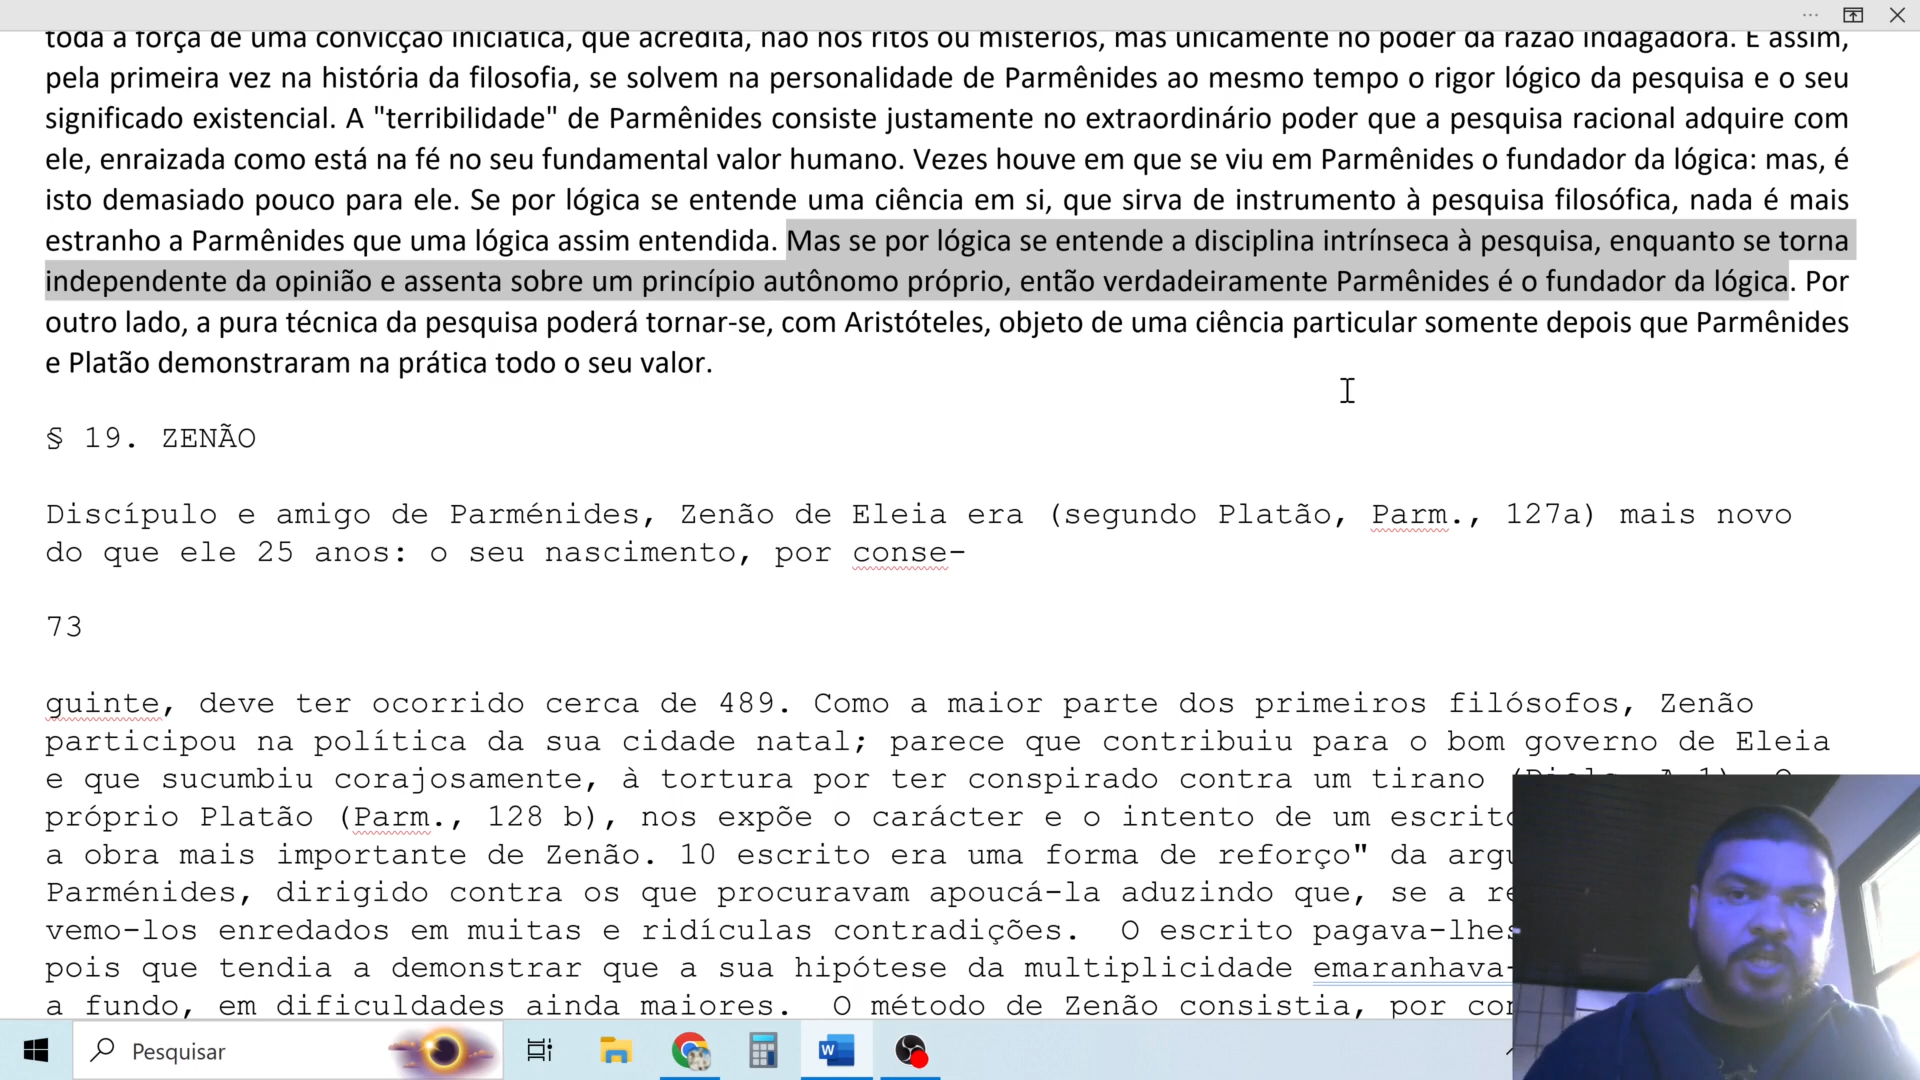 toda a força de uma convicção iniciática, que acredita, não nos ritos ou mistérios, mas unicamente no poder da razão indagadora. E assim,
pela primeira vez na história da filosofia, se solvem na personalidade de Parmênides ao mesmo tempo o rigor lógico da pesquisa e o seu
significado existencial. A "terribilidade" de Parmênides consiste justamente no extraordinário poder que a pesquisa racional adquire com
ele, enraizada como está na fé no seu fundamental valor humano. Vezes houve em que se viu em Parmênides o fundador da lógica: mas, é
isto demasiado pouco para ele. Se por lógica se entende uma ciência em si, que sirva de instrumento à pesquisa filosófica, nada é mais
estranho a Parmênides que uma lógica assim entendida. Mas se por lógica se entende a disciplina intrínseca à pesquisa, enquanto se torna
independente da opinião e assenta sobre um princípio autônomo próprio, então verdadeiramente Parmênides é o fundador da lógica. Por
outro lado, a pura técnica da pesquisa poderá tornar-se, com Aristóteles, objeto de uma ciência particular somente depois que Parmênides
e Platão demonstraram na prática todo o seu valor.
§ 19. ZENÃO
Discípulo e amigo de Parménides, Zenão de Eleia era (segundo Platão, Parm., 127a) mais novo
do que ele 25 anos: o seu nascimento, por conse-
73
guinte, deve ter ocorrido cerca de 489. Como a maior parte dos primeiros filósofos, Zenão
participou na política da sua cidade natal; parece que contribuiu para o bom governo de Eleia
e que sucumbiu corajosamente, à tortura por ter conspirado contra um tirano
próprio Platão (Parm., 128 b), nos expõe o carácter e o intento de um escrito
a obra mais importante de Zenão. 10 escrito era uma forma de reforço" da
Parménides, dirigido contra os que procuravam apoucá-la aduzindo que, se a
vemo-los enredados em muitas e ridículas contradições. O escrito pagava-lhes
pois que tendia a demonstrar que a sua hipótese da multiplicidade emaranhava-
a fundo, em dificuldades ainda maiores. O método de Zenão consistia, por
Pesquisar